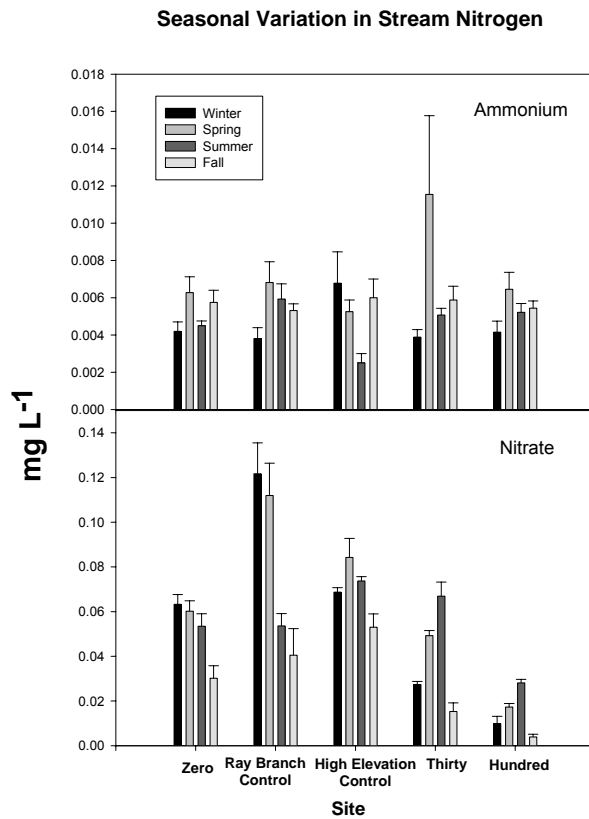 Seasonal Variation in Stream Nitrogen
0.018
0.016
0.014
0.012
0.010
0.008
0.006
0.004
0.002
0.000
Winter
Spring
Summer
Fall
Ammonium
mg L-1
0.14
0.12
0.10
0.08
0.06
0.04
0.02
0.00
Nitrate
Zero
Ray Branch
Control
High Elevation
Control
Thirty
Hundred
Site